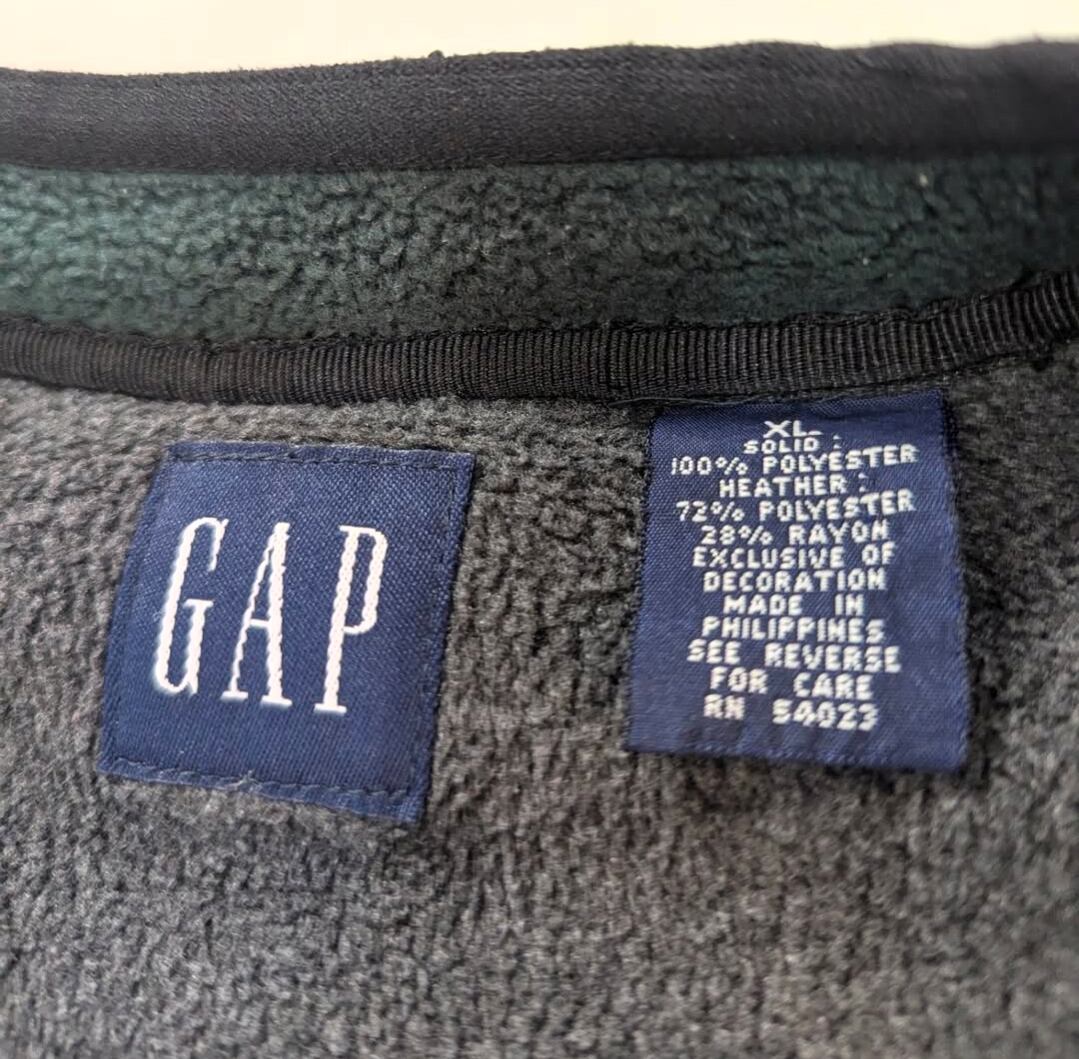 GAP
XL
SOLID :
100% POLYESTER
HEATHER :
72% POLYESTER
28% RAYON
EXCLUSIVE OF
DECORATION
MADE IN
PHILIPPINES
SEE REVERSE
FOR CARE
RN 54023